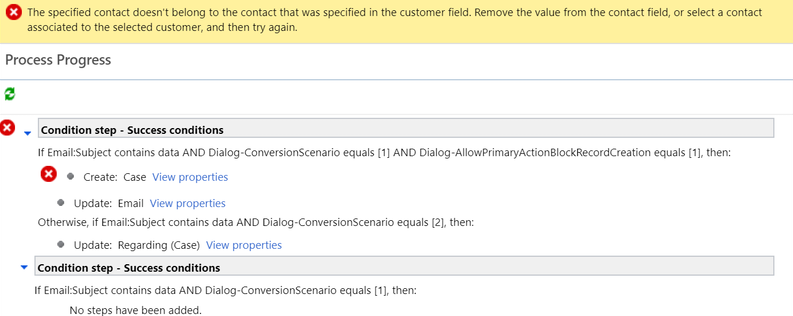 The specified contact doesn't belong to the contact that was specified in the customer field. Remove the value from the contact field, or select a contact
associated to the selected customer, and then try again.
Process Progress
Condition step - Success conditions
If Email:Subject contains data AND Dialog-ConversionScenario equals [1] AND Dialog-AllowPrimaryActionBlockRecordCreation equals [1], then:
Create: Case View properties
Update: Email View properties
Otherwise, if Email:Subject contains data AND Dialog-ConversionScenario equals [2], then:
Update: Regarding (Case) View properties
Condition step - Success conditions
If Email:Subject contains data AND Dialog-ConversionScenario equals [1], then:
No steps have been added.